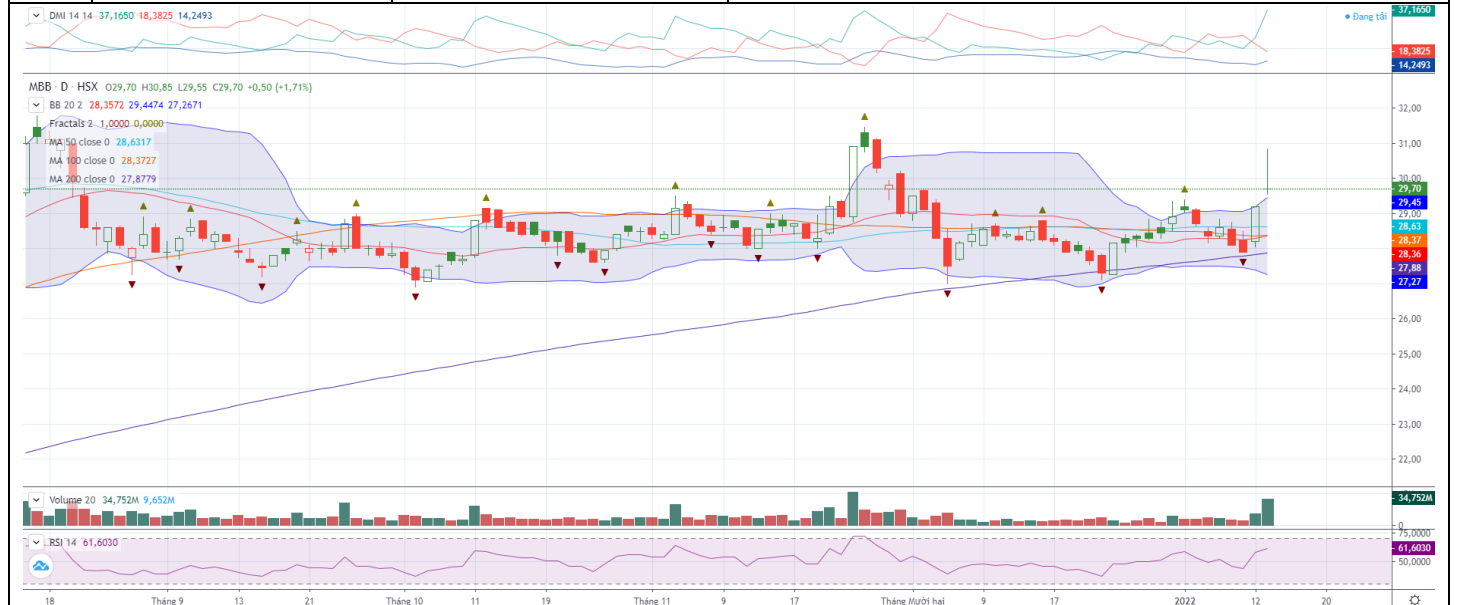 DMI 14 14 37,1650 18,3825 14,2493
Đang tải
37,1650
18,3825
14,2493
MBB · D · HSX O29,70 H30,85 L29,55 C29,70 +0,50 (+1,71%)
BB 20 2 28,3572 29,4474 27,2671
Fractals 2 1,0000 0,0000
MA 50 close 0 28,6317
MA 100 close 0 28,3727
MA 200 close 0 27,8779
32,00
31,00
30,00
29,70
29,45
29,00
28,63
28,37
28,36
27,88
27,27
26,00
25,00
24,00
23,00
22,00
Volume 20 34,752M 9,652M
34,752M
0
RSI 14 61,6030
75,0000
61,6030
50,0000
18 Tháng 9 13 21 Tháng 10 11 19 Tháng 11 9 17 Tháng Mười hai 9 17 2022 12 20